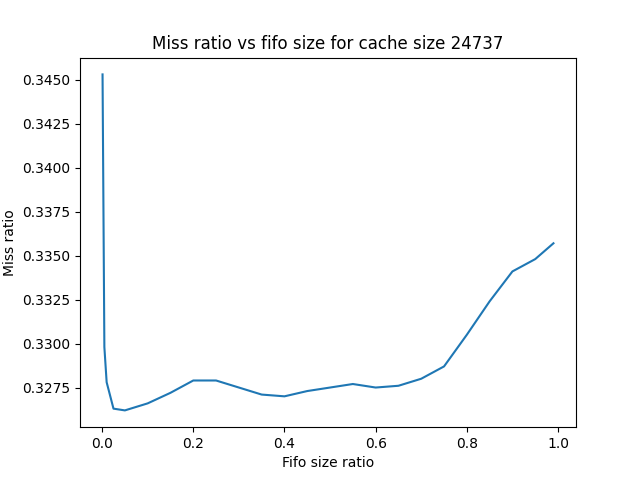 Miss ratio vs fifo size for cache size 24737
0.3450
0.3425
0.3400
0.3375
0.3350
0.3325
0.3300
0.3275
Miss ratio
0.0 0.2 0.4 0.6 0.8 1.0
Fifo size ratio